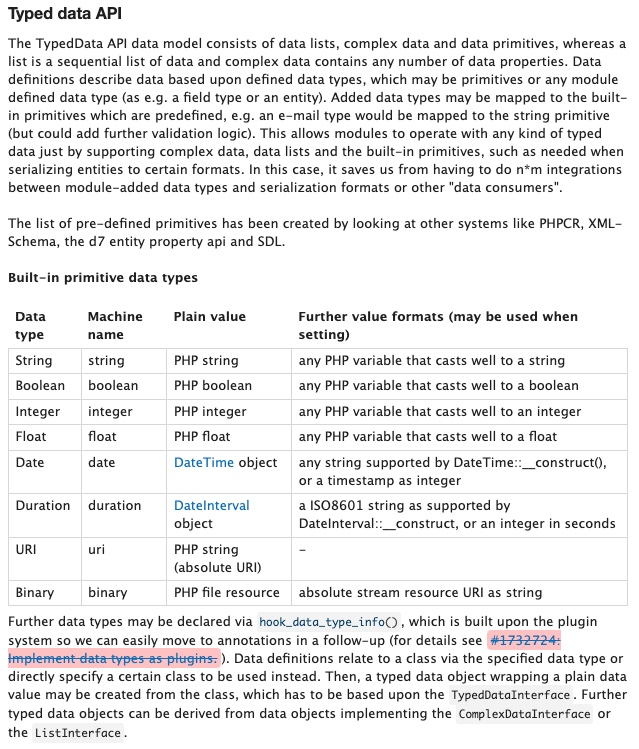 Typed data API
The TypedData API data model consists of data lists, complex data and data primitives, whereas a
list is a sequential list of data and complex data contains any number of data properties. Data
definitions describe data based upon defined data types, which may be primitives or any module
defined data type (as e.g. a field type or an entity). Added data types may be mapped to the built-
in primitives which are predefined, e.g. an e-mail type would be mapped to the string primitive
(but could add further validation logic). This allows modules to operate with any kind of typed
data just by supporting complex data, data lists and the built-in primitives, such as needed when
serializing entities to certain formats. In this case, it saves us from having to do n*m integrations
between module-added data types and serialization formats or other "data consumers".
The list of pre-defined primitives has been created by looking at other systems like PHPCR, XML-
Schema, the d7 entity property api and SDL.
Built-in primitive data types
Data type Machine name Plain value Further value formats (may be used when setting)
String string PHP string any PHP variable that casts well to a string
Boolean boolean PHP boolean any PHP variable that casts well to a boolean
Integer integer PHP integer any PHP variable that casts well to an integer
Float float PHP float any PHP variable that casts well to a float
Date date DateTime object any string supported by DateTime::__construct(), or a timestamp as integer
Duration duration DateInterval object a ISO8601 string as supported by DateInterval::__construct, or an integer in seconds
URI uri PHP string (absolute URI) -
Binary binary PHP file resource absolute stream resource URI as string
Further data types may be declared via hook_data_type_info(), which is built upon the plugin
system so we can easily move to annotations in a follow-up (for details see #1732724:
Implement data types as plugins. ). Data definitions relate to a class via the specified data type or
directly specify a certain class to be used instead. Then, a typed data object wrapping a plain data
value may be created from the class, which has to be based upon the TypedDataInterface. Further
typed data objects can be derived from data objects implementing the ComplexDataInterface or
the ListInterface.